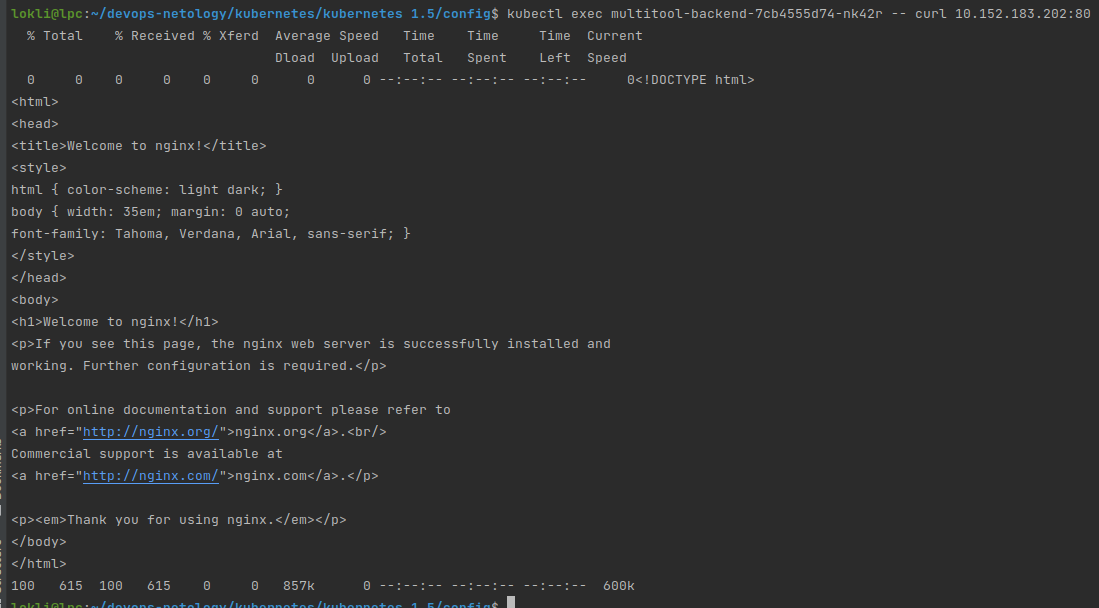 lokli@lpc:~/devops-netology/kubernetes/kubernetes 1.5/config$ kubectl exec multitool-backend-7cb4555d74-nk42r -- curl 10.152.183.202:80
  % Total    % Received % Xferd  Average Speed   Time    Time     Time  Current
                                 Dload  Upload   Total   Spent    Left  Speed
  0     0    0     0    0     0      0      0 --:--:-- --:--:-- --:--:--     0<!DOCTYPE html>
<html>
<head>
<title>Welcome to nginx!</title>
<style>
html { color-scheme: light dark; }
body { width: 35em; margin: 0 auto;
font-family: Tahoma, Verdana, Arial, sans-serif; }
</style>
</head>
<body>
<h1>Welcome to nginx!</h1>
<p>If you see this page, the nginx web server is successfully installed and
working. Further configuration is required.</p>

<p>For online documentation and support please refer to
<a href="http://nginx.org/">nginx.org</a>.<br/>
Commercial support is available at
<a href="http://nginx.com/">nginx.com</a>.</p>

<p><em>Thank you for using nginx.</em></p>
</body>
</html>
100   615  100   615    0     0   857k      0 --:--:-- --:--:-- --:--:--  600k
lokli@lpc:~/devops-netology/kubernetes/kubernetes 1.5/config$